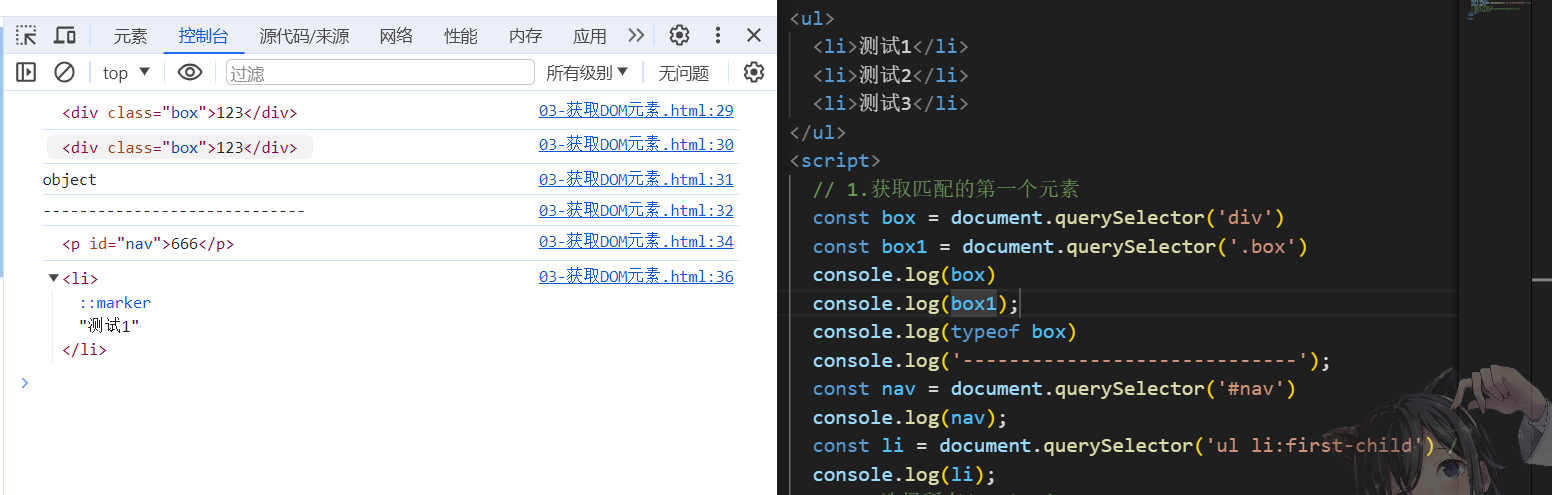 元素 控制台 源代码/来源 网络 性能 内存 应用
top ▼ 过滤 所有级别 ▼ 无问题
<div class="box">123</div> 03-获取DOM元素.html:29
<div class="box">123</div> 03-获取DOM元素.html:30
object 03-获取DOM元素.html:31
----------------------------- 03-获取DOM元素.html:32
<p id="nav">666</p> 03-获取DOM元素.html:34
▼<li> 03-获取DOM元素.html:36
::marker
"测试1"
</li>
<ul>
<li>测试1</li>
<li>测试2</li>
<li>测试3</li>
</ul>
<script>
// 1.获取匹配的第一个元素
const box = document.querySelector('div')
const box1 = document.querySelector('.box')
console.log(box)
console.log(box1);
console.log(typeof box)
console.log('-----------------------------');
const nav = document.querySelector('#nav')
console.log(nav);
const li = document.querySelector('ul li:first-child') /
console.log(li);